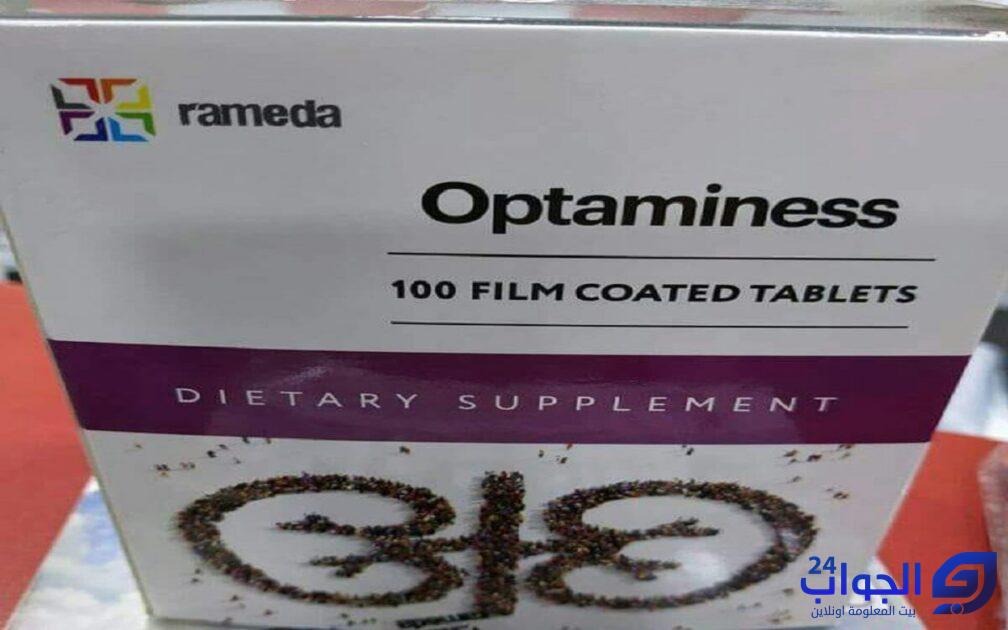 rameda
Optaminess
100 FILM COATED TABLETS
DIETARY SUPPLEMENT
الجواب 24
بيت المعلومة اونلاين